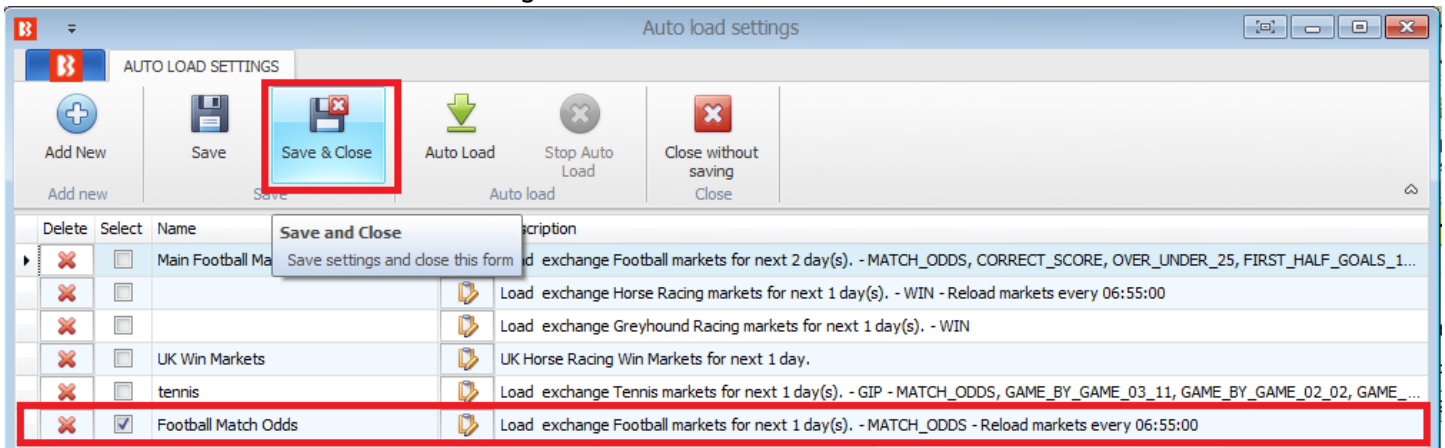 Auto load settings
AUTO LOAD SETTINGS
Add New Save Save & Close Auto Load Stop Auto Load Close without saving
Add new Save Auto load Close
Delete Select Name scription
Save and Close
Save settings and close this form
Main Football Ma d exchange Football markets for next 2 day(s). - MATCH_ODDS, CORRECT_SCORE, OVER_UNDER_25, FIRST_HALF_GOALS_1...
Load exchange Horse Racing markets for next 1 day(s). - WIN - Reload markets every 06:55:00
Load exchange Greyhound Racing markets for next 1 day(s). - WIN
UK Win Markets UK Horse Racing Win Markets for next 1 day.
tennis Load exchange Tennis markets for next 1 day(s). - GIP - MATCH_ODDS, GAME_BY_GAME_03_11, GAME_BY_GAME_02_02, GAME_...
Football Match Odds Load exchange Football markets for next 1 day(s). - MATCH_ODDS - Reload markets every 06:55:00